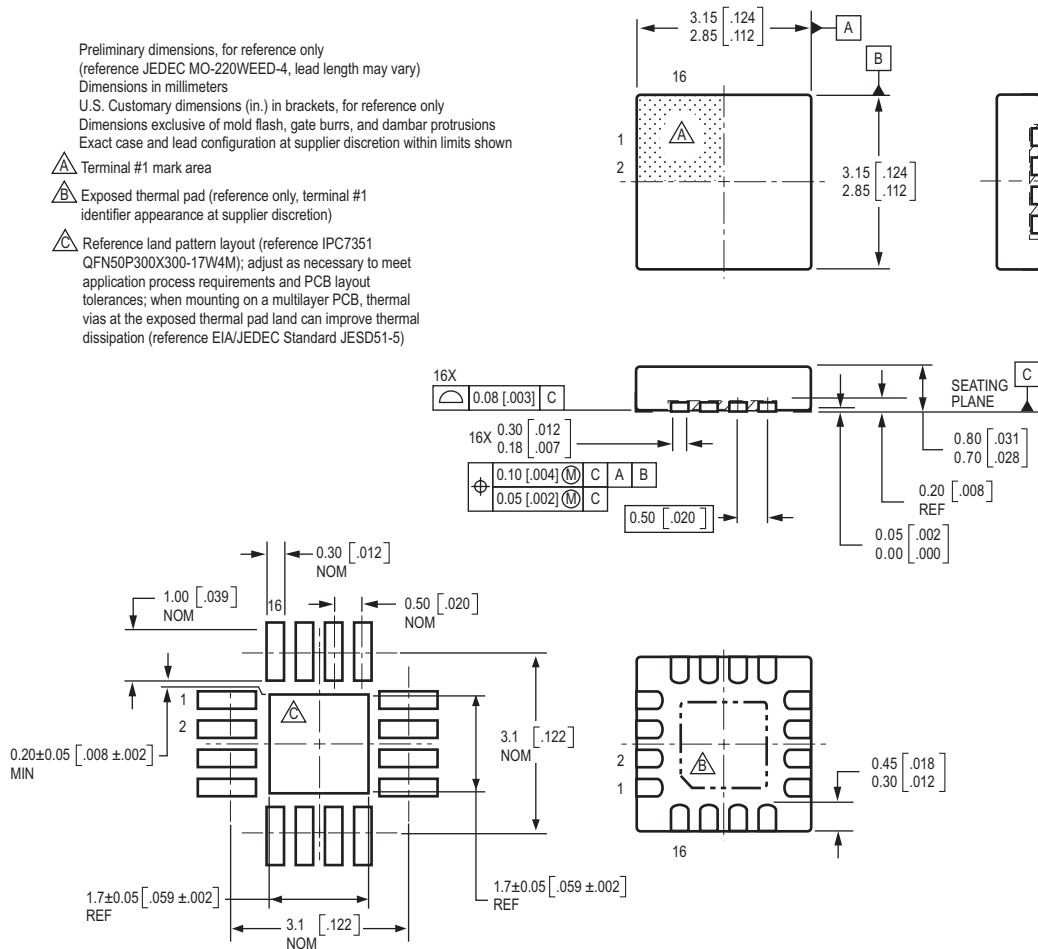 Preliminary dimensions, for reference only
(reference JEDEC MO-220WEED-4, lead length may vary)
Dimensions in millimeters
U.S. Customary dimensions (in.) in brackets, for reference only
Dimensions exclusive of mold flash, gate burrs, and dambar protrusions
Exact case and lead configuration at supplier discretion within limits shown
A Terminal #1 mark area
B Exposed thermal pad (reference only, terminal #1
identifier appearance at supplier discretion)
C Reference land pattern layout (reference IPC7351
QFN50P300X300-17W4M); adjust as necessary to meet
application process requirements and PCB layout
tolerances; when mounting on a multilayer PCB, thermal
vias at the exposed thermal pad land can improve thermal
dissipation (reference EIA/JEDEC Standard JESD51-5)
3.15 [.124
2.85 .112]
A
B
16
A
1
2
3.15 [.124
2.85 .112]
16X
0.08 [.003] C
16X 0.30 [.012
0.18 .007]
0.10 [.004] M C A B
0.05 [.002] M C
0.50 [.020]
SEATING
PLANE
C
0.80 [.031
0.70 .028]
0.20 [.008]
REF
0.05 [.002
0.00 .000]
0.30 [.012]
NOM
1.00 [.039]
NOM
16
0.50 [.020]
NOM
1
2
C
0.20±0.05 [.008 ±.002]
MIN
3.1 [.122]
NOM
1.7±0.05 [.059 ±.002]
REF
1.7±0.05 [.059 ±.002]
REF
3.1 [.122]
NOM
2
1
B
16
0.45 [.018
0.30 .012]